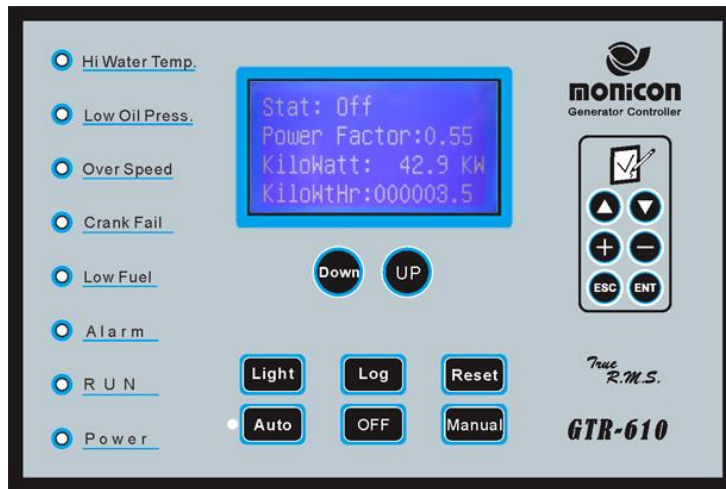 Hi Water Temp.
Low Oil Press.
Over Speed
Crank Fail
Low Fuel
Alarm
RUN
Power
Stat: Off
Power Factor:0.55
KiloWatt: 42.9 KW
KiloWtHr:000003.5
Down UP
Light Log Reset
Auto OFF Manual
monicon
Generator Controller
+ −
ESC ENT
True
R.M.S.
GTR-610